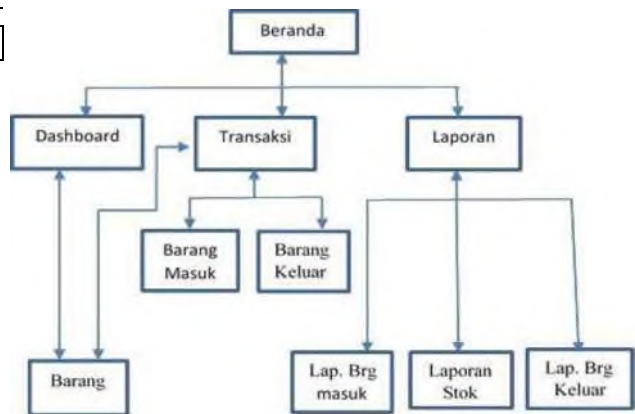 Beranda
Dashboard
Transaksi
Laporan
Barang
Masuk
Barang
Keluar
Barang
Lap. Brg
masuk
Laporan
Stok
Lap. Brg
Keluar